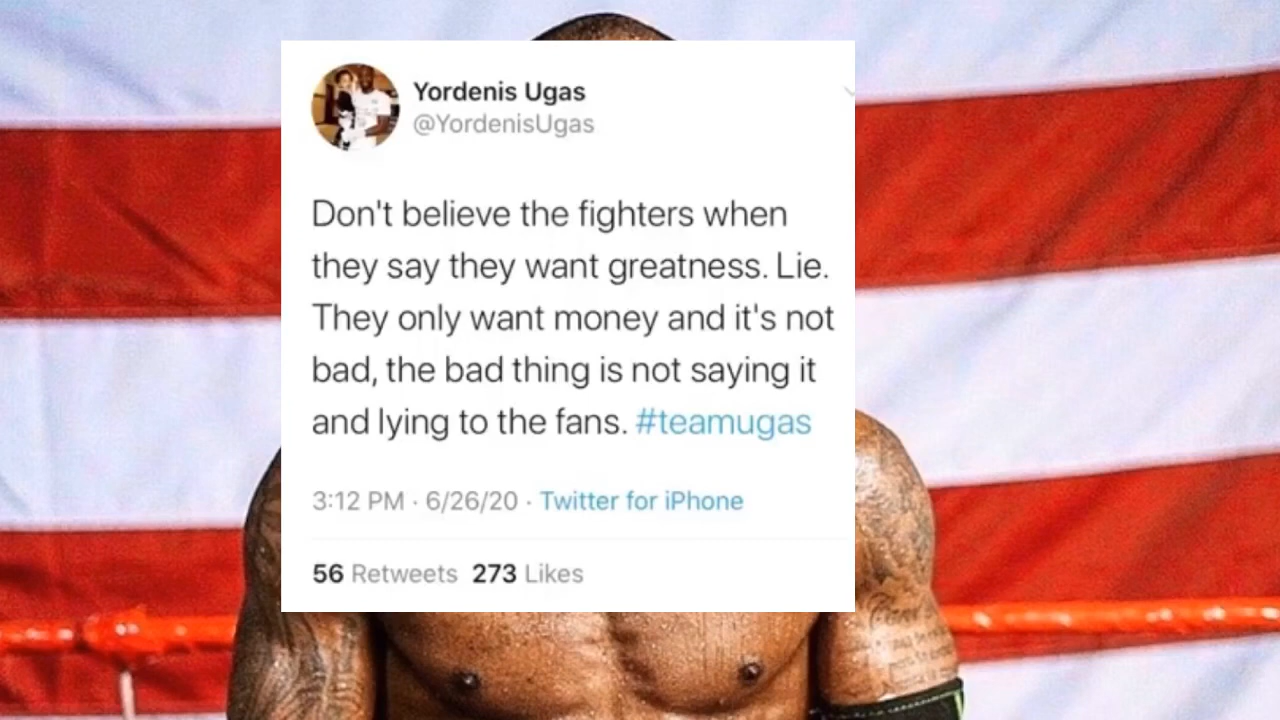 Yordenis Ugas
@YordenisUgas
Don't believe the fighters when
they say they want greatness. Lie.
They only want money and it's not
bad, the bad thing is not saying it
and lying to the fans. #teamugas
3:12 PM · 6/26/20 · Twitter for iPhone
56 Retweets 273 Likes